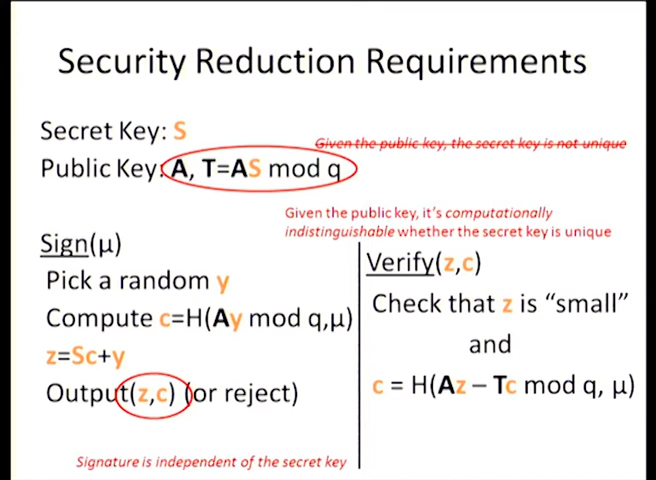 Security Reduction Requirements
Secret Key: S
Given the public key, the secret key is not unique
Public Key: A, T=AS mod q
Given the public key, it's computationally
indistinguishable whether the secret key is unique
Sign(μ)
Pick a random y
Compute c=H(Ay mod q,μ)
z=Sc+y
Output(z,c) (or reject)
Signature is independent of the secret key
Verify(z,c)
Check that z is “small”
and
c = H(Az – Tc mod q, μ)